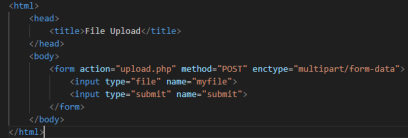 <html>
<head>
<title>File Upload</title>
</head>
<body>
<form action="upload.php" method="POST" enctype="multipart/form-data">
<input type="file" name="myfile">
<input type="submit" name="submit">
</form>
</body>
</html>